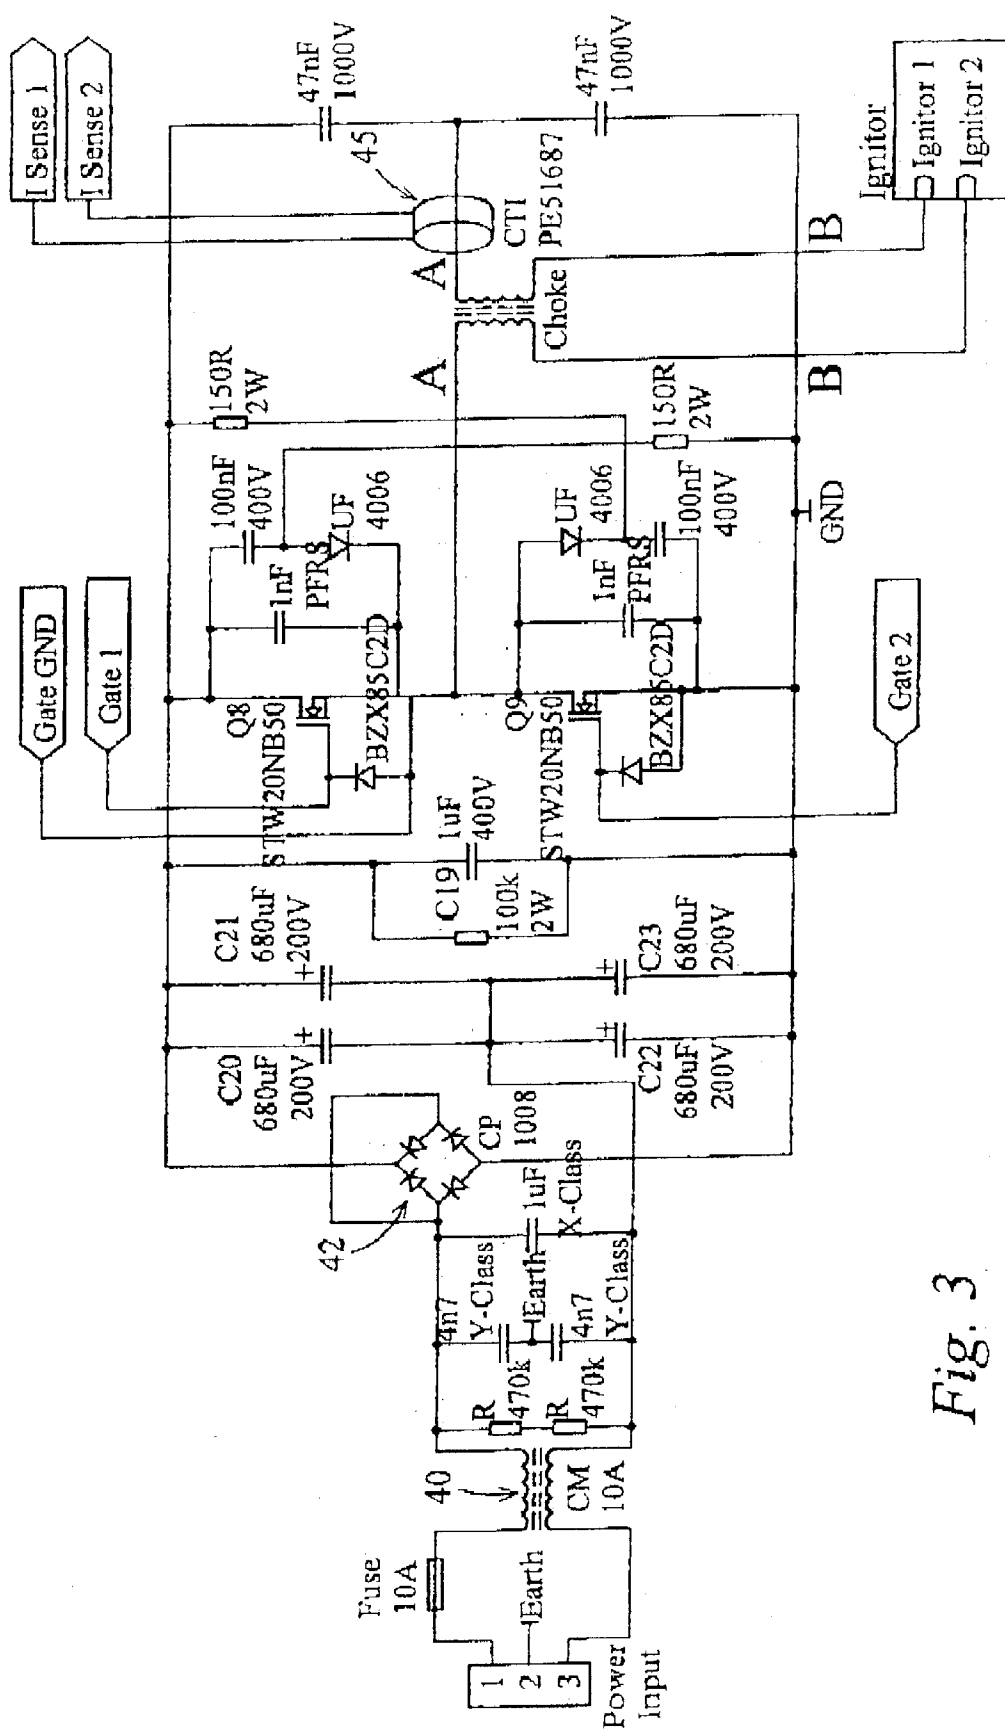 Power
Input
1
2
3
Fuse
10A
Earth
40
CM
10A
R
470k
R
470k
4n7
Y-Class
Earth
4n7
Y-Class
1uF
X-Class
42
CP
1008
C20
680uF
200V
+
C21
680uF
200V
+
C22
680uF
200V
+
C23
680uF
200V
+
C19
1uF
400V
100k
2W
Gate GND
Gate 1
Gate 2
Q8
STW20NB50
BZX85C2D
1nF
PFRS
100nF
400V
UF
4006
Q9
STW20NB50
BZX85C2D
1nF
PFRS
UF
4006
100nF
400V
150R
2W
150R
2W
GND
A
A
Choke
B
B
CTI
PE51687
45
47nF
1000V
47nF
1000V
I Sense 1
I Sense 2
Ignitor
Ignitor 1
Ignitor 2
Fig. 3